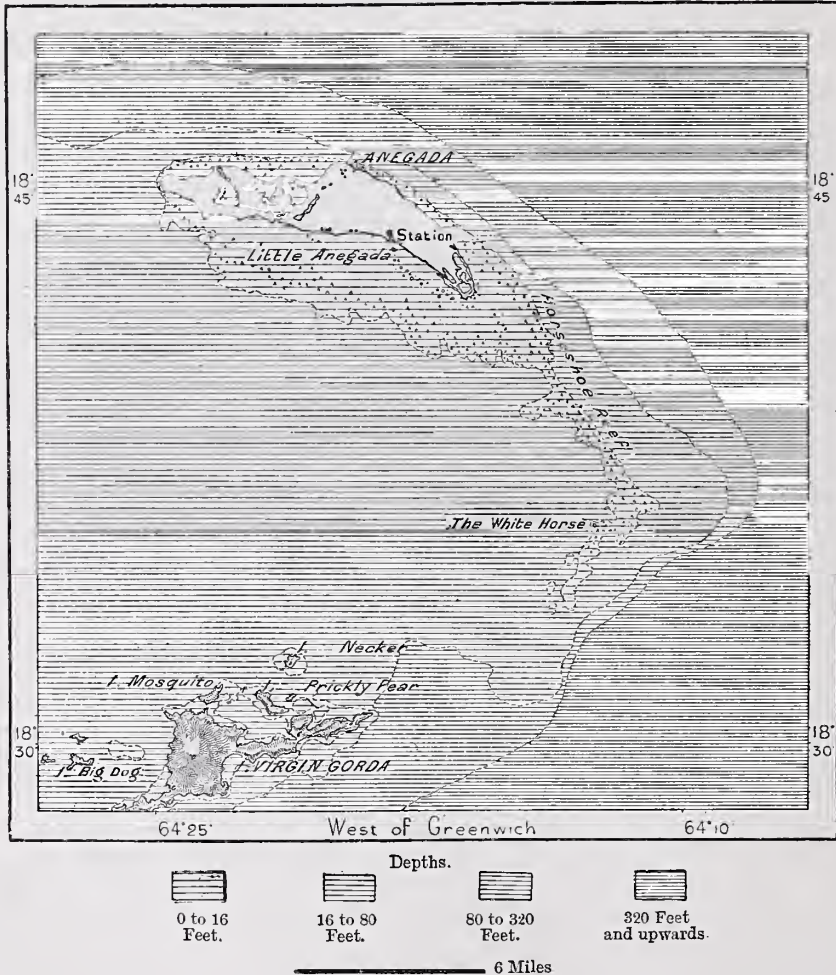 ANEGADA
18°
45
18°
45
Station
Little Anegada
Horse shoe Reef
The White Horse
I. Necker
I. Mosquito
I. Prickly Pear
18°
30
18°
30
Iᵃ Big Dog
I. VIRGIN GORDA
64°25 West of Greenwich 64°10
Depths.
0 to 16 16 to 80 80 to 320 320 Feet
Feet. Feet. Feet. and upwards.
6 Miles